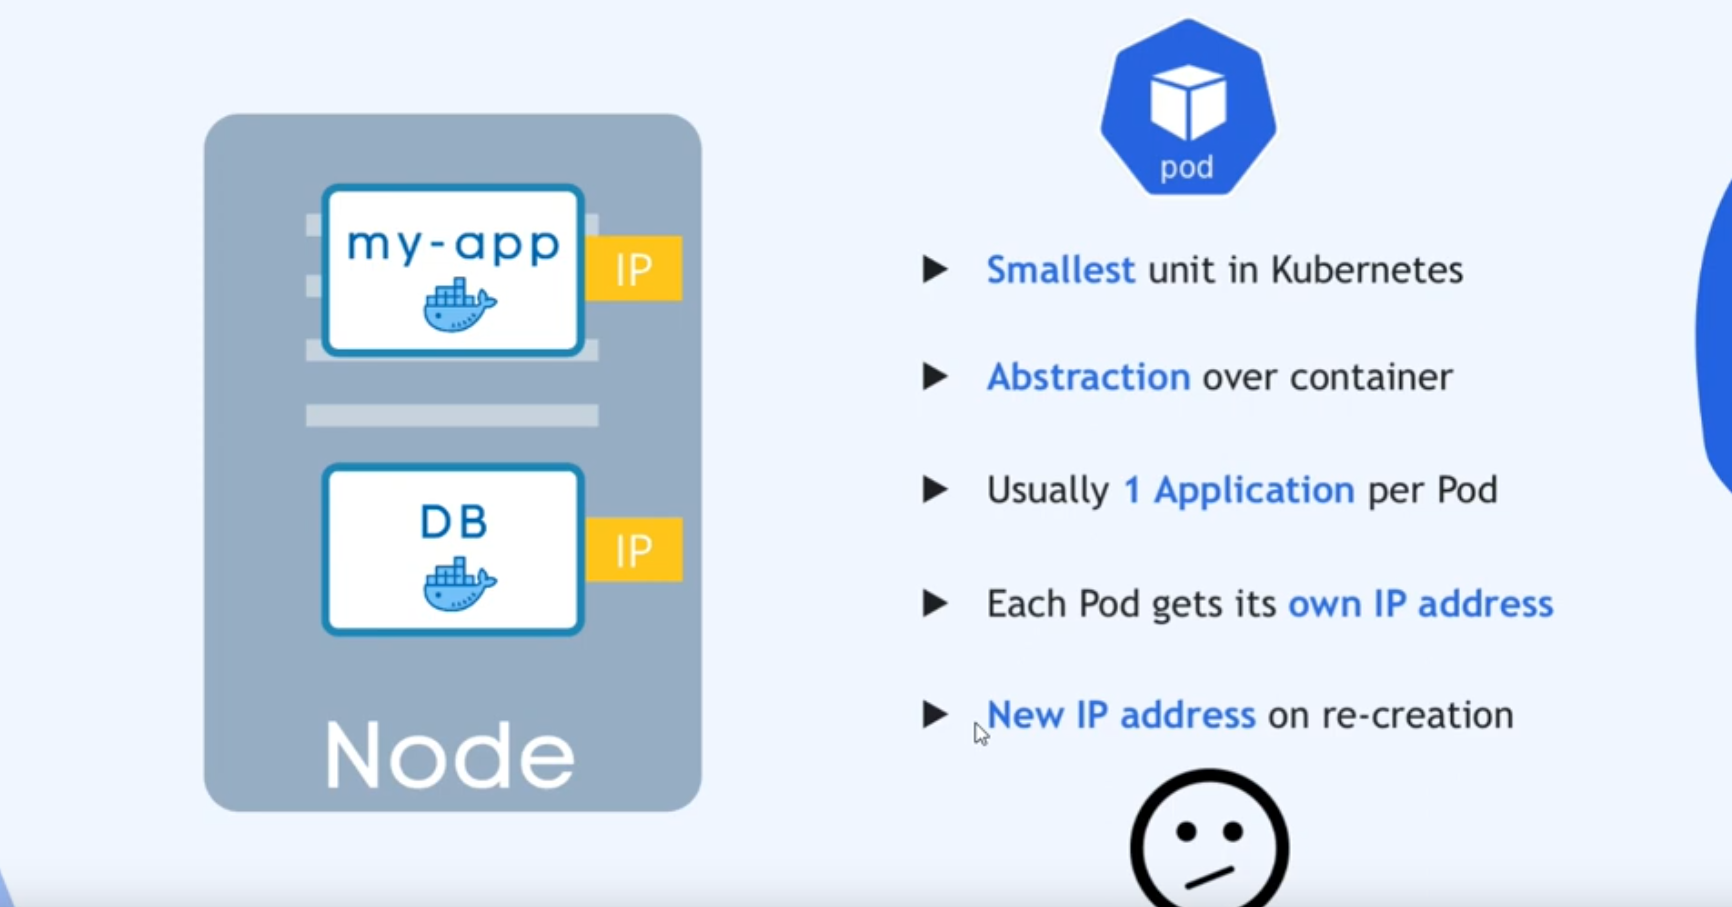 my-app
IP
DB
IP
Node
pod
Smallest unit in Kubernetes
Abstraction over container
Usually 1 Application per Pod
Each Pod gets its own IP address
New IP address on re-creation